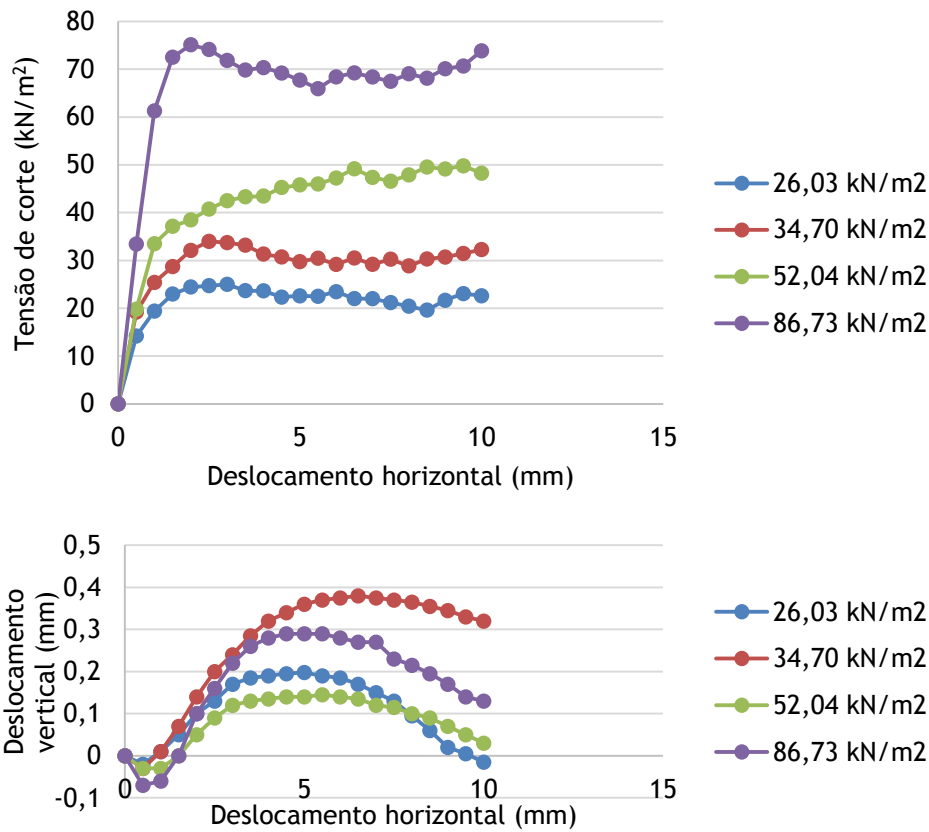 Tensão de corte (kN/m²)
80
70
60
50
40
30
20
10
0
0
5
10
15
Deslocamento horizontal (mm)
26,03 kN/m2
34,70 kN/m2
52,04 kN/m2
86,73 kN/m2
Deslocamento
vertical (mm)
0,5
0,4
0,3
0,2
0,1
0
-0,1
0
5
10
15
Deslocamento horizontal (mm)
26,03 kN/m2
34,70 kN/m2
52,04 kN/m2
86,73 kN/m2